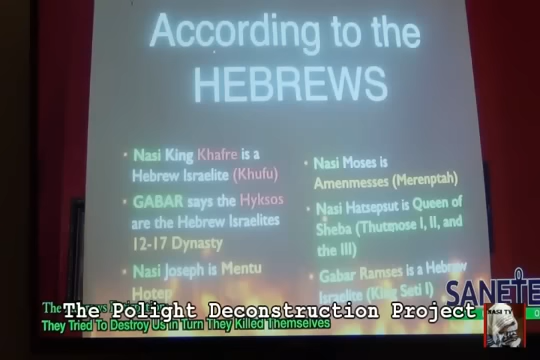 According to the
HEBREWS
• Nasi King Khafre is a
Hebrew Israelite (Khufu)
• GABAR says the Hyksos
are the Hebrew Israelites
12-17 Dynasty
• Nasi Joseph is Mentu
Hotep
• Nasi Moses is
Amenmesses (Merenptah)
• Nasi Hatsepsut is Queen of
Sheba (Thutmose I, II, and
the III)
• Gabar Ramses is a Hebrew
Israelite (King Seti I)
SANETE
The Polight Deconstruction Project
They Tried To Destroy Us in Turn They Killed Themselves
NASI TV